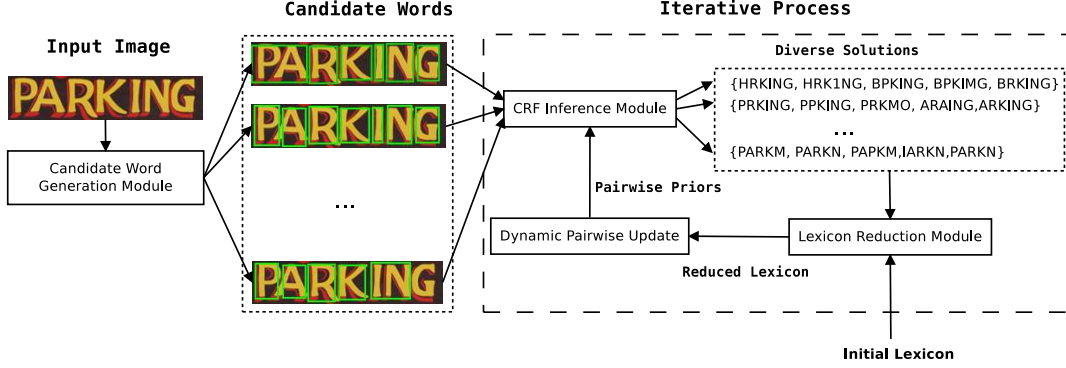 Input Image
PARKING
Candidate Word
Generation Module
Candidate Words
PARKING
PARKING
...
PARKING
Iterative Process
Diverse Solutions
{HRKING, HRK1NG, BPKING, BPKIMG, BRKING}
{PRKING, PPKING, PRKMO, ARAING,ARKING}
...
{PARKM, PARKN, PAPKM,IARKN,PARKN}
CRF Inference Module
Pairwise Priors
Dynamic Pairwise Update
Lexicon Reduction Module
Reduced Lexicon
Initial Lexicon